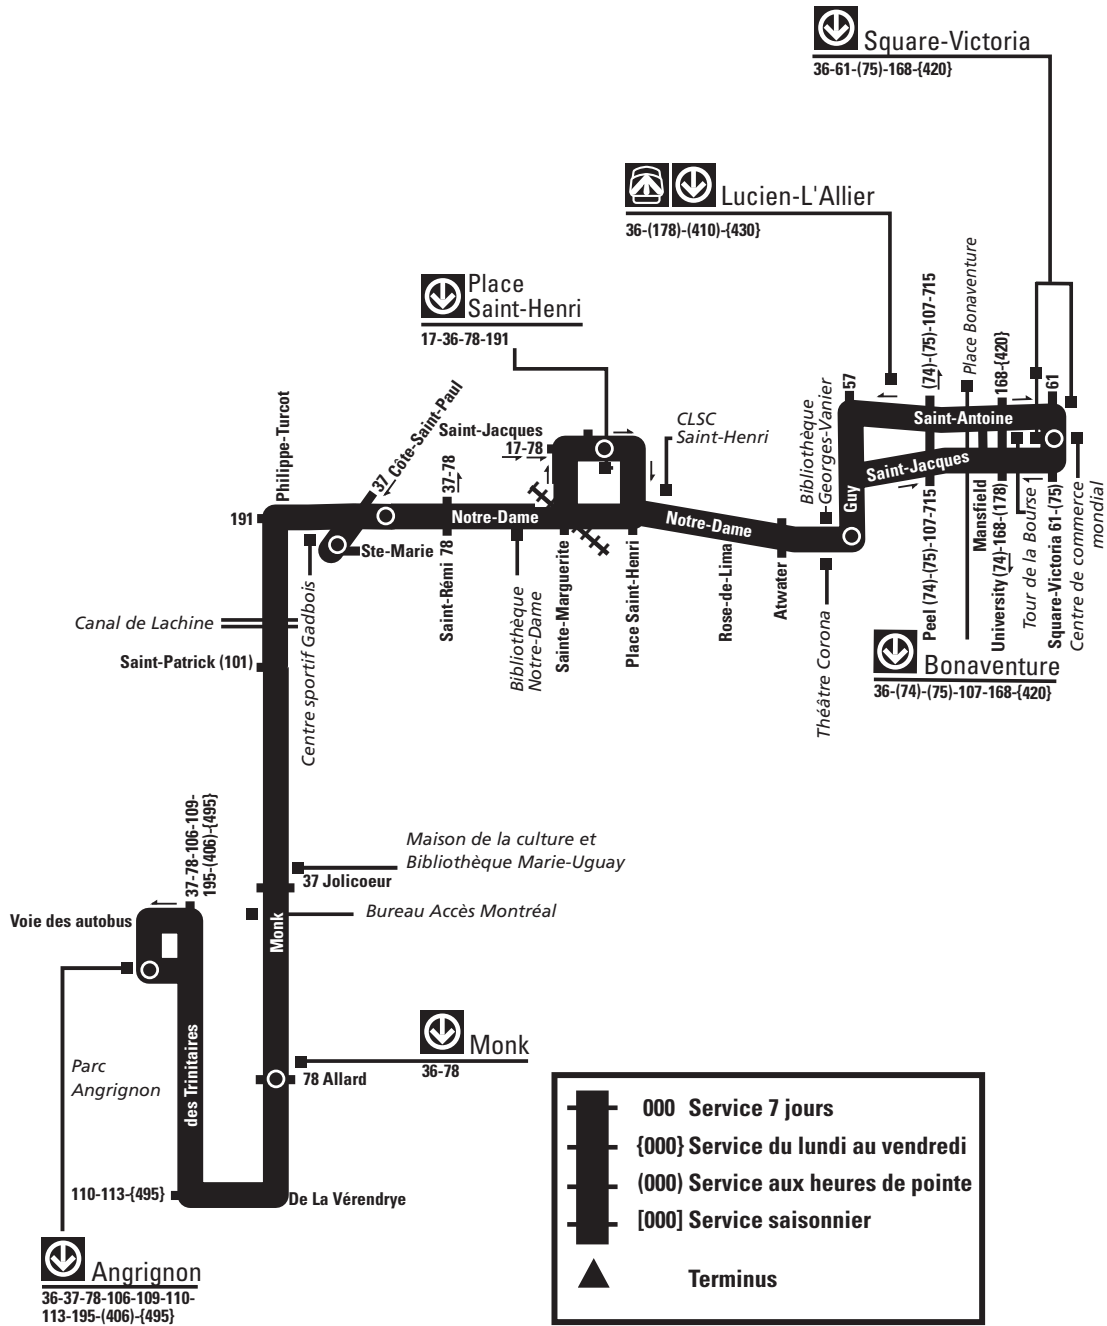 Square-Victoria
36-61-(75)-168-{420}
Lucien-L'Allier
36-(178)-(410)-{430}
Place
Saint-Henri
17-36-78-191
Philippe-Turcot
37 Côte-Saint-Paul
Saint-Jacques
17-78
37-78
CLSC
Saint-Henri
Bibliothèque
Georges-Vanier
57
(74)-(75)-107-715
Place Bonaventure
168-{420}
61
Saint-Antoine
Saint-Jacques
Guy
191
Notre-Dame
Notre-Dame
Ste-Marie
Saint-Rémi 78
Bibliothèque
Notre-Dame
Sainte-Marguerite
Place Saint-Henri
Rose-de-Lima
Atwater
Théâtre Corona
Peel (74)-(75)-107-715
Mansfield
University (74)-168-(178)
Tour de la Bourse
Square-Victoria 61-(75)
Centre de commerce
mondial
Bonaventure
36-(74)-(75)-107-168-{420}
Canal de Lachine
Saint-Patrick (101)
Centre sportif Gadbois
37-78-106-109-
195-(406)-{495}
Maison de la culture et
Bibliothèque Marie-Uguay
37 Jolicoeur
Voie des autobus
Bureau Accès Montréal
Monk
Monk
36-78
des Trinitaires
Parc
Angrignon
78 Allard
110-113-{495}
De La Vérendrye
Angrignon
36-37-78-106-109-110-
113-195-(406)-{495}
000 Service 7 jours
{000} Service du lundi au vendredi
(000) Service aux heures de pointe
[000] Service saisonnier
Terminus